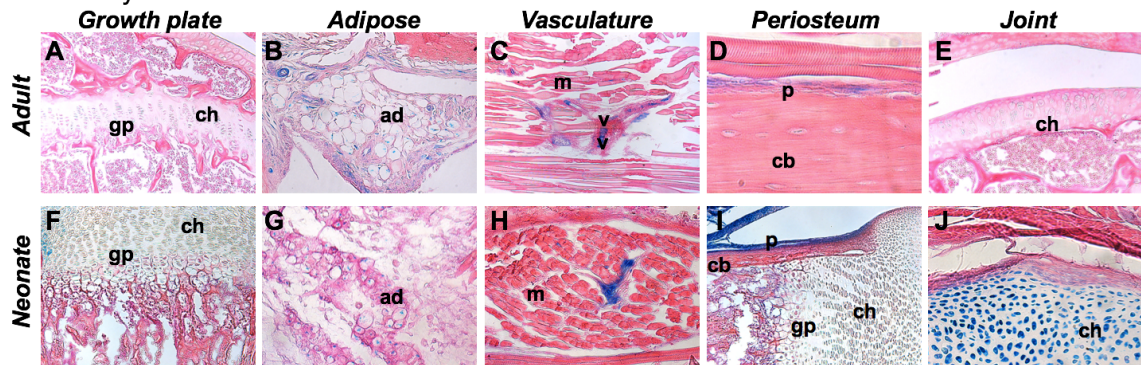 Growth plate Adipose Vasculature Periosteum Joint
Adult
A
gp
ch
B
ad
C
m
v
v
D
p
cb
E
ch
Neonate
F
gp
ch
G
ad
H
m
I
p
cb
gp
ch
J
ch